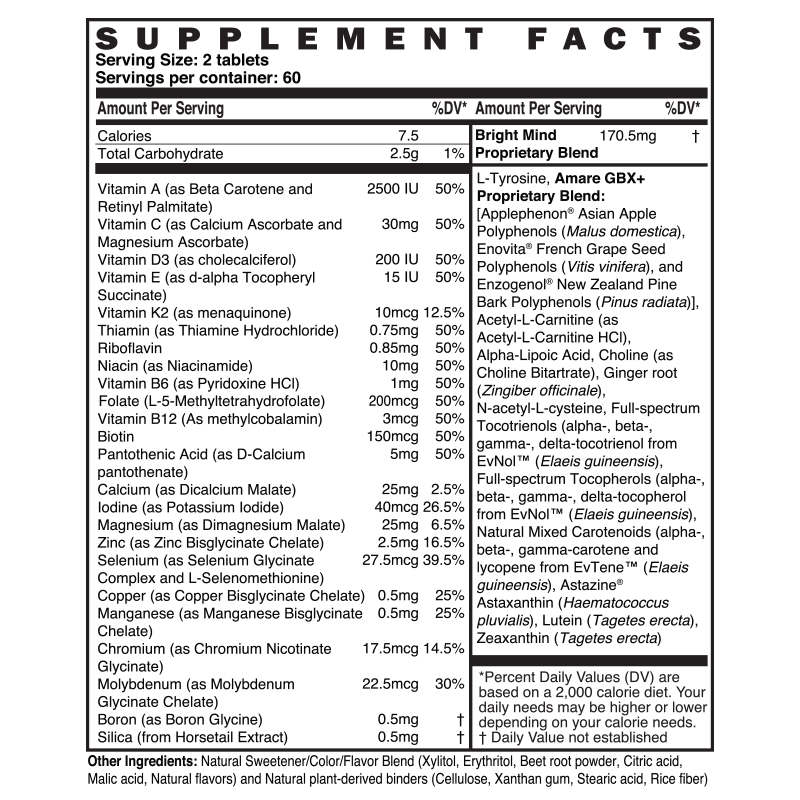 SUPPLEMENT FACTS
Serving Size: 2 tablets
Servings per container: 60
Amount Per Serving %DV*
Calories 7.5
Total Carbohydrate 2.5g 1%
Vitamin A (as Beta Carotene and 2500 IU 50%
Retinyl Palmitate)
Vitamin C (as Calcium Ascorbate and 30mg 50%
Magnesium Ascorbate)
Vitamin D3 (as cholecalciferol) 200 IU 50%
Vitamin E (as d-alpha Tocopheryl 15 IU 50%
Succinate)
Vitamin K2 (as menaquinone) 10mcg 12.5%
Thiamin (as Thiamine Hydrochloride) 0.75mg 50%
Riboflavin 0.85mg 50%
Niacin (as Niacinamide) 10mg 50%
Vitamin B6 (as Pyridoxine HCl) 1mg 50%
Folate (L-5-Methyltetrahydrofolate) 200mcg 50%
Vitamin B12 (As methylcobalamin) 3mcg 50%
Biotin 150mcg 50%
Pantothenic Acid (as D-Calcium 5mg 50%
pantothenate)
Calcium (as Dicalcium Malate) 25mg 2.5%
Iodine (as Potassium Iodide) 40mcg 26.5%
Magnesium (as Dimagnesium Malate) 25mg 6.5%
Zinc (as Zinc Bisglycinate Chelate) 2.5mg 16.5%
Selenium (as Selenium Glycinate 27.5mcg 39.5%
Complex and L-Selenomethionine)
Copper (as Copper Bisglycinate Chelate) 0.5mg 25%
Manganese (as Manganese Bisglycinate 0.5mg 25%
Chelate)
Chromium (as Chromium Nicotinate 17.5mcg 14.5%
Glycinate)
Molybdenum (as Molybdenum 22.5mcg 30%
Glycinate Chelate)
Boron (as Boron Glycine) 0.5mg †
Silica (from Horsetail Extract) 0.5mg †
Amount Per Serving %DV*
Bright Mind 170.5mg †
Proprietary Blend
L-Tyrosine, Amare GBX+
Proprietary Blend:
[Applephenon® Asian Apple
Polyphenols (Malus domestica),
Enovita® French Grape Seed
Polyphenols (Vitis vinifera), and
Enzogenol® New Zealand Pine
Bark Polyphenols (Pinus radiata)],
Acetyl-L-Carnitine (as
Acetyl-L-Carnitine HCl),
Alpha-Lipoic Acid, Choline (as
Choline Bitartrate), Ginger root
(Zingiber officinale),
N-acetyl-L-cysteine, Full-spectrum
Tocotrienols (alpha-, beta-,
gamma-, delta-tocotrienol from
EvNol™ (Elaeis guineensis),
Full-spectrum Tocopherols (alpha-,
beta-, gamma-, delta-tocopherol
from EvNol™ (Elaeis guineensis),
Natural Mixed Carotenoids (alpha-,
beta-, gamma-carotene and
lycopene from EvTene™ (Elaeis
guineensis), Astazine®
Astaxanthin (Haematococcus
pluvialis), Lutein (Tagetes erecta),
Zeaxanthin (Tagetes erecta)
*Percent Daily Values (DV) are
based on a 2,000 calorie diet. Your
daily needs may be higher or lower
depending on your calorie needs.
† Daily Value not established
Other Ingredients: Natural Sweetener/Color/Flavor Blend (Xylitol, Erythritol, Beet root powder, Citric acid,
Malic acid, Natural flavors) and Natural plant-derived binders (Cellulose, Xanthan gum, Stearic acid, Rice fiber)